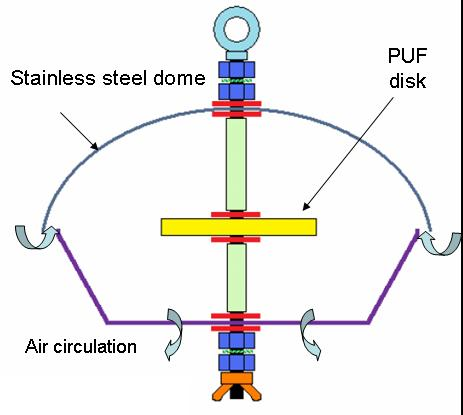 PUF
disk
Stainless steel dome
Air circulation